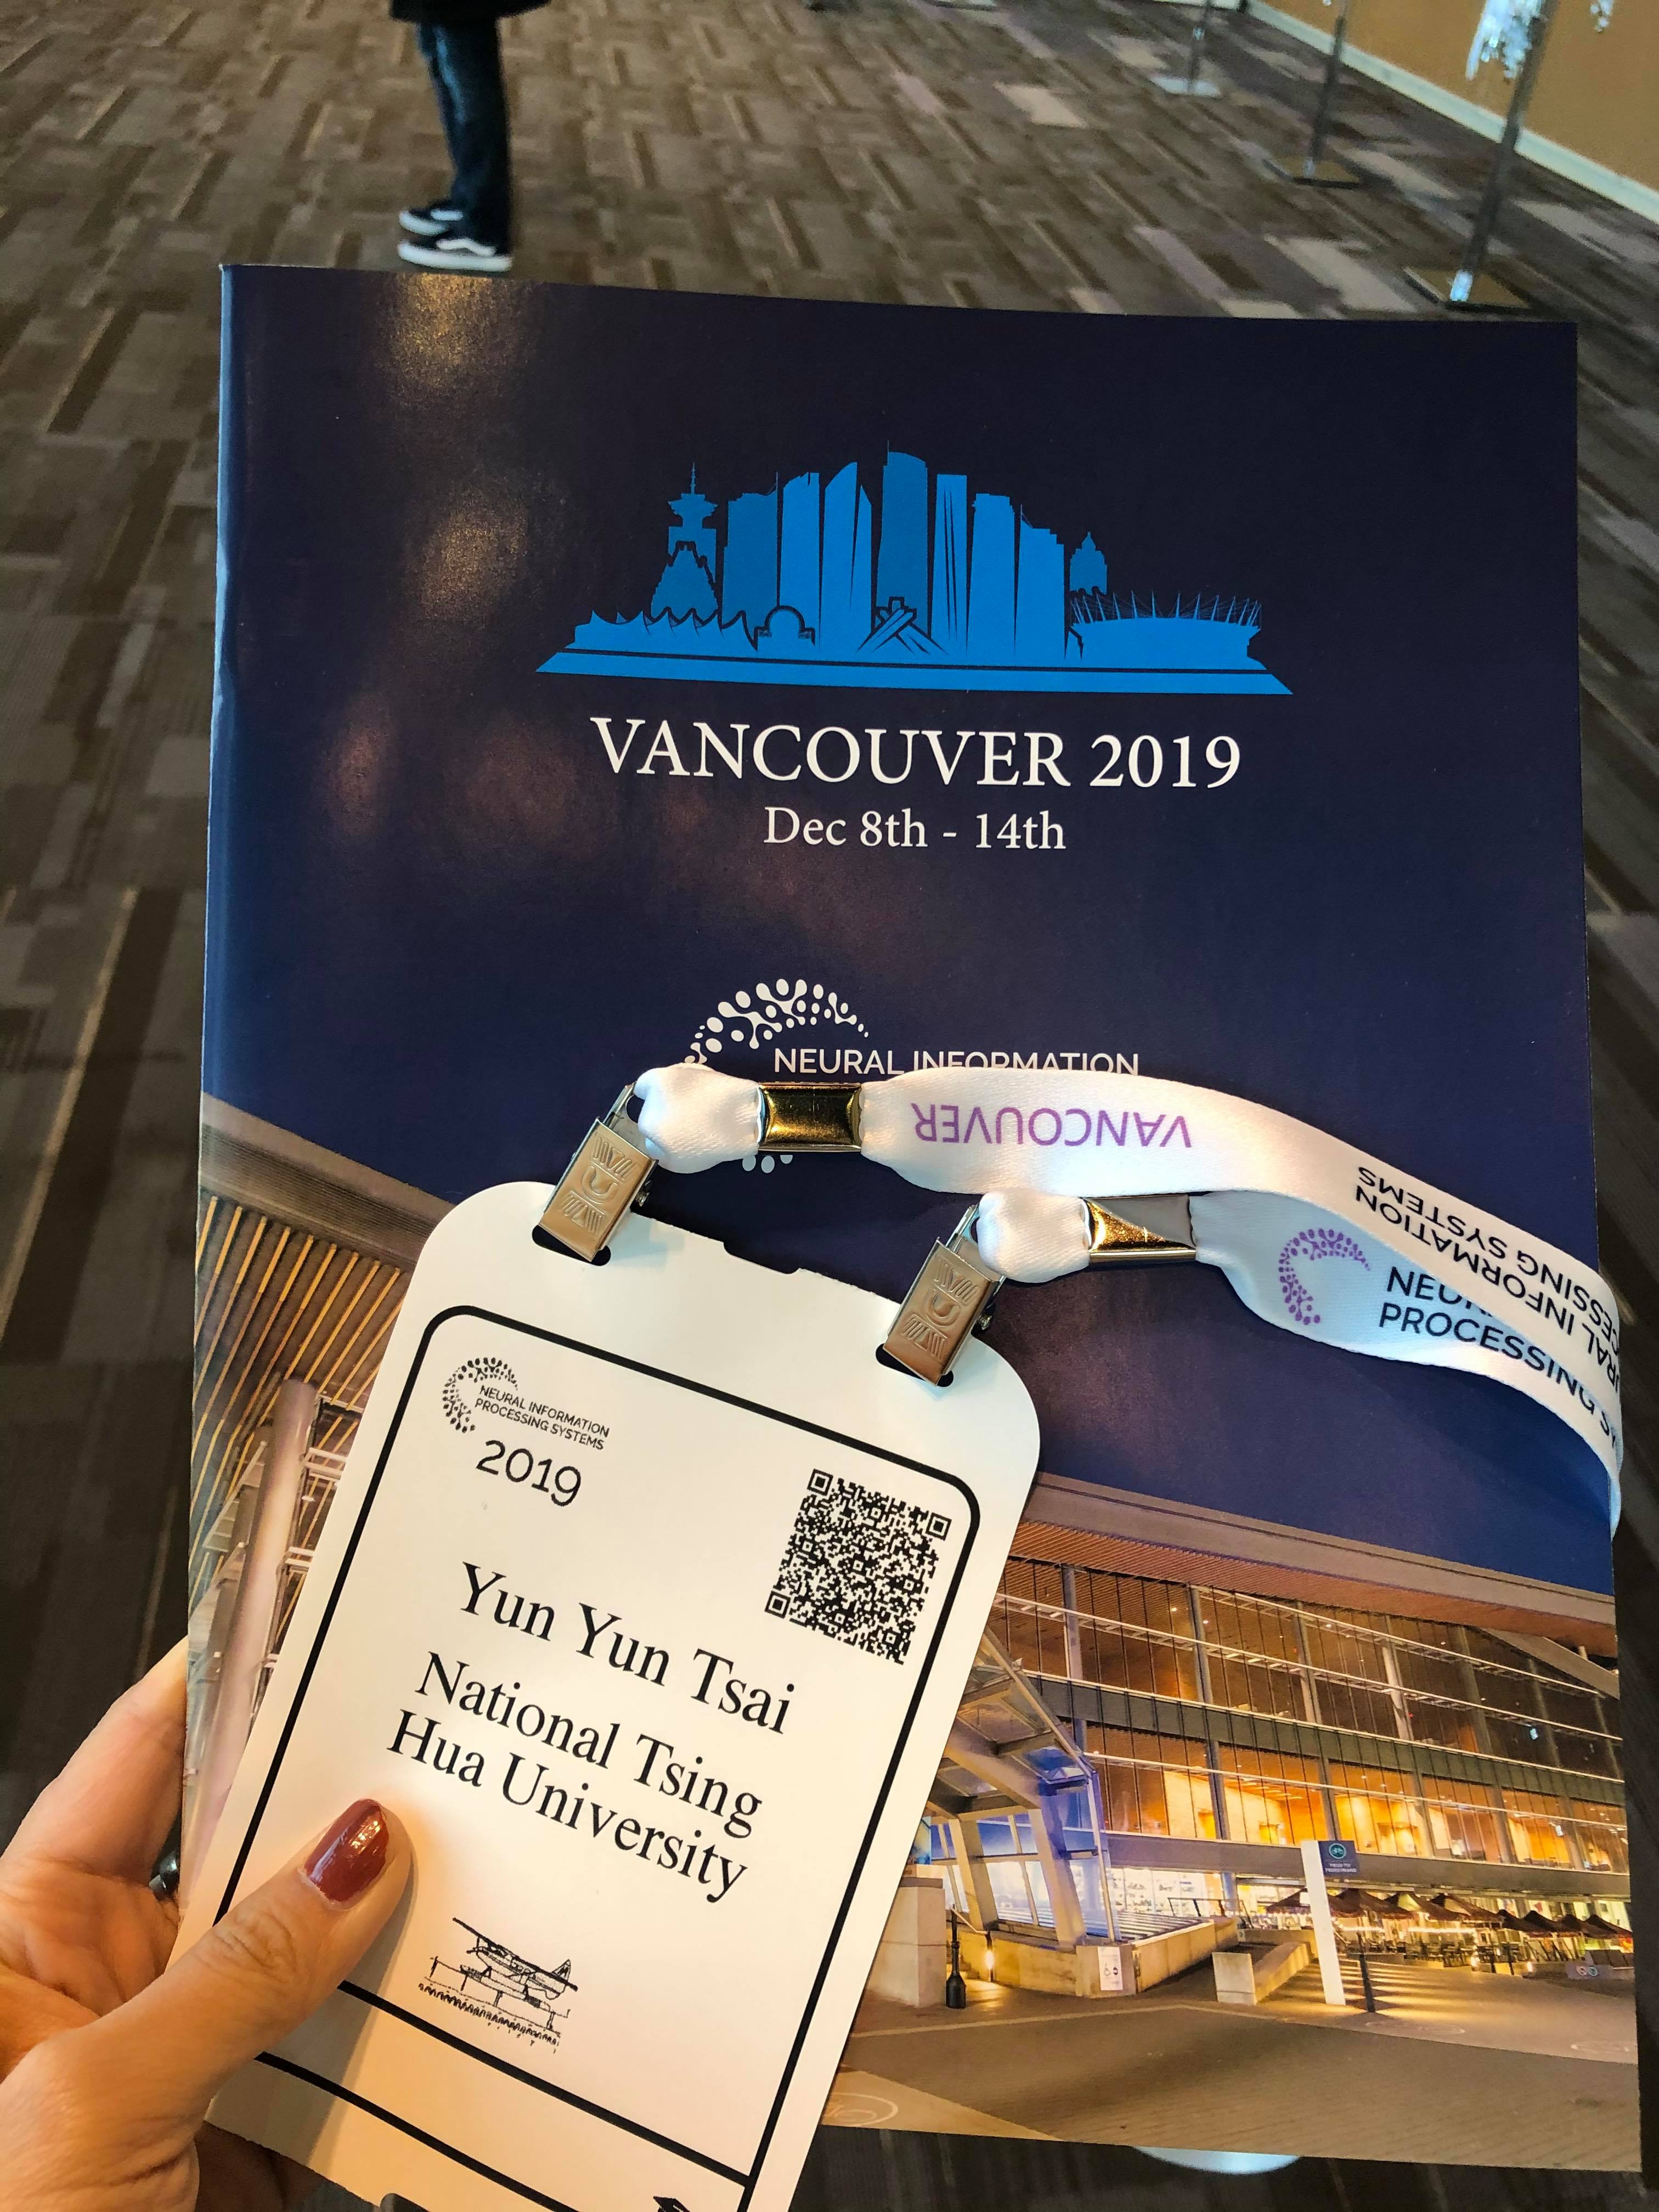 VANCOUVER 2019
Dec 8th - 14th
NEURAL INFORMATION
VANCOUVER
INFORMATION
SYSTEMS
PROCESSING
NEURAL INFORMATION
PROCESSING SYSTEMS
2019
Yun Yun Tsai
National Tsing
Hua University